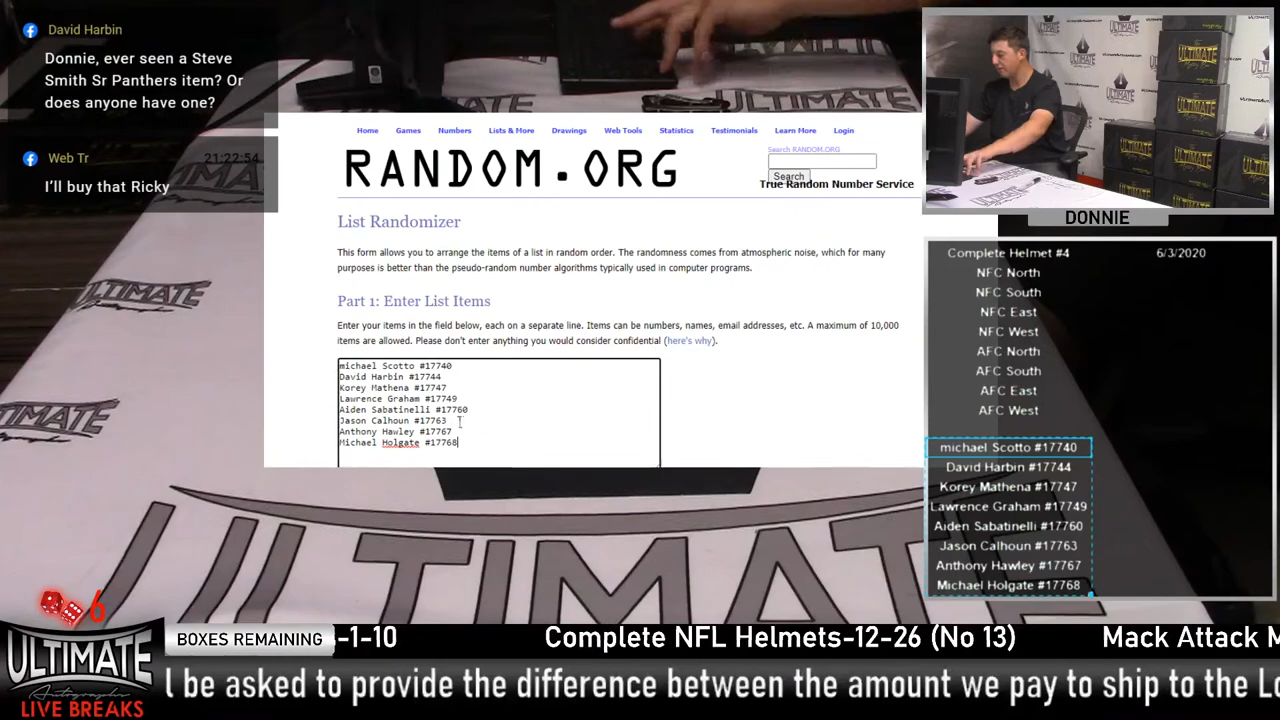 David Harbin
Donnie, ever seen a Steve
Smith Sr Panthers item? Or
does anyone have one?
Web Tr
21:22:54
I'll buy that Ricky
Home Games Numbers Lists & More Drawings Web Tools Statistics Testimonials Learn More Login
RANDOM.ORG
Search RANDOM.ORG
Search
True Random Number Service
List Randomizer
This form allows you to arrange the items of a list in random order. The randomness comes from atmospheric noise, which for many
purposes is better than the pseudo-random number algorithms typically used in computer programs.
Part 1: Enter List Items
Enter your items in the field below, each on a separate line. Items can be numbers, names, email addresses, etc. A maximum of 10,000
items are allowed. Please don't enter anything you would consider confidential (here's why).
michael Scotto #17740
David Harbin #17744
Korey Mathena #17747
Lawrence Graham #17749
Aiden Sabatinelli #17760
Jason Calhoun #17763
Anthony Hawley #17767
Michael Holgate #17768
ULTIMATE
DONNIE
Complete Helmet #4 6/3/2020
NFC North
NFC South
NFC East
NFC West
AFC North
AFC South
AFC East
AFC West
michael Scotto #17740
David Harbin #17744
Korey Mathena #17747
Lawrence Graham #17749
Aiden Sabatinelli #17760
Jason Calhoun #17763
Anthony Hawley #17767
Michael Holgate #17768
ULTIMATE
6
ULTIMATE
Autographs
LIVE BREAKS
BOXES REMAINING
-1-10 Complete NFL Helmets-12-26 (No 13) Mack Attack M
l be asked to provide the difference between the amount we pay to ship to the Lo